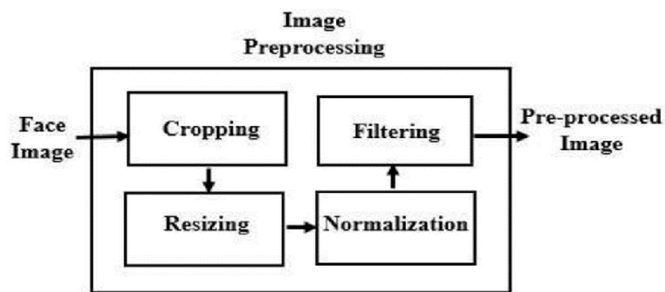 Image
Preprocessing
Face
Image
Cropping
Filtering
Pre-processed
Image
Resizing
Normalization